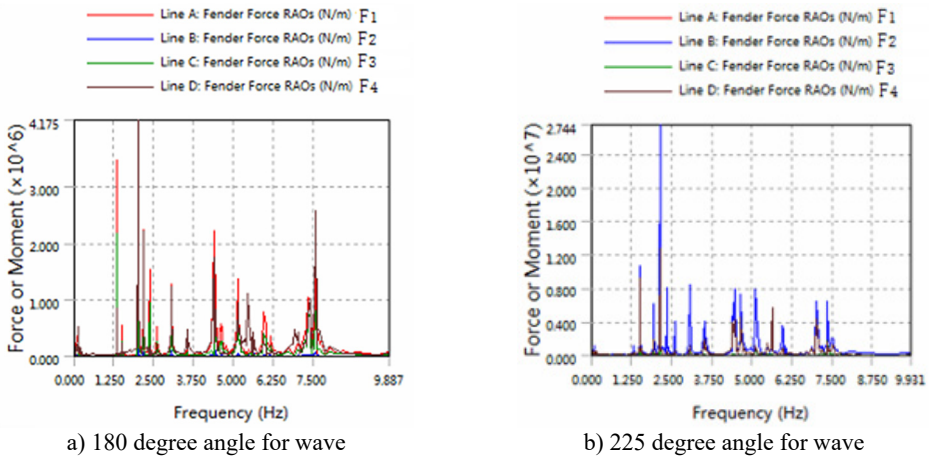 Line A: Fender Force RAOs (N/m) F1
Line B: Fender Force RAOs (N/m) F2
Line C: Fender Force RAOs (N/m) F3
Line D: Fender Force RAOs (N/m) F4
Force or Moment (×10^6)
4.175
3.000
2.000
1.000
0.000
0.000 1.250 2.500 3.750 5.000 6.250 7.500 9.887
Frequency (Hz)
a) 180 degree angle for wave
Line A: Fender Force RAOs (N/m) F1
Line B: Fender Force RAOs (N/m) F2
Line C: Fender Force RAOs (N/m) F3
Line D: Fender Force RAOs (N/m) F4
Force or Moment (×10^7)
2.744
2.400
2.000
1.600
1.200
0.800
0.400
0.000
0.000 1.250 2.500 3.750 5.000 6.250 7.500 8.750 9.931
Frequency (Hz)
b) 225 degree angle for wave